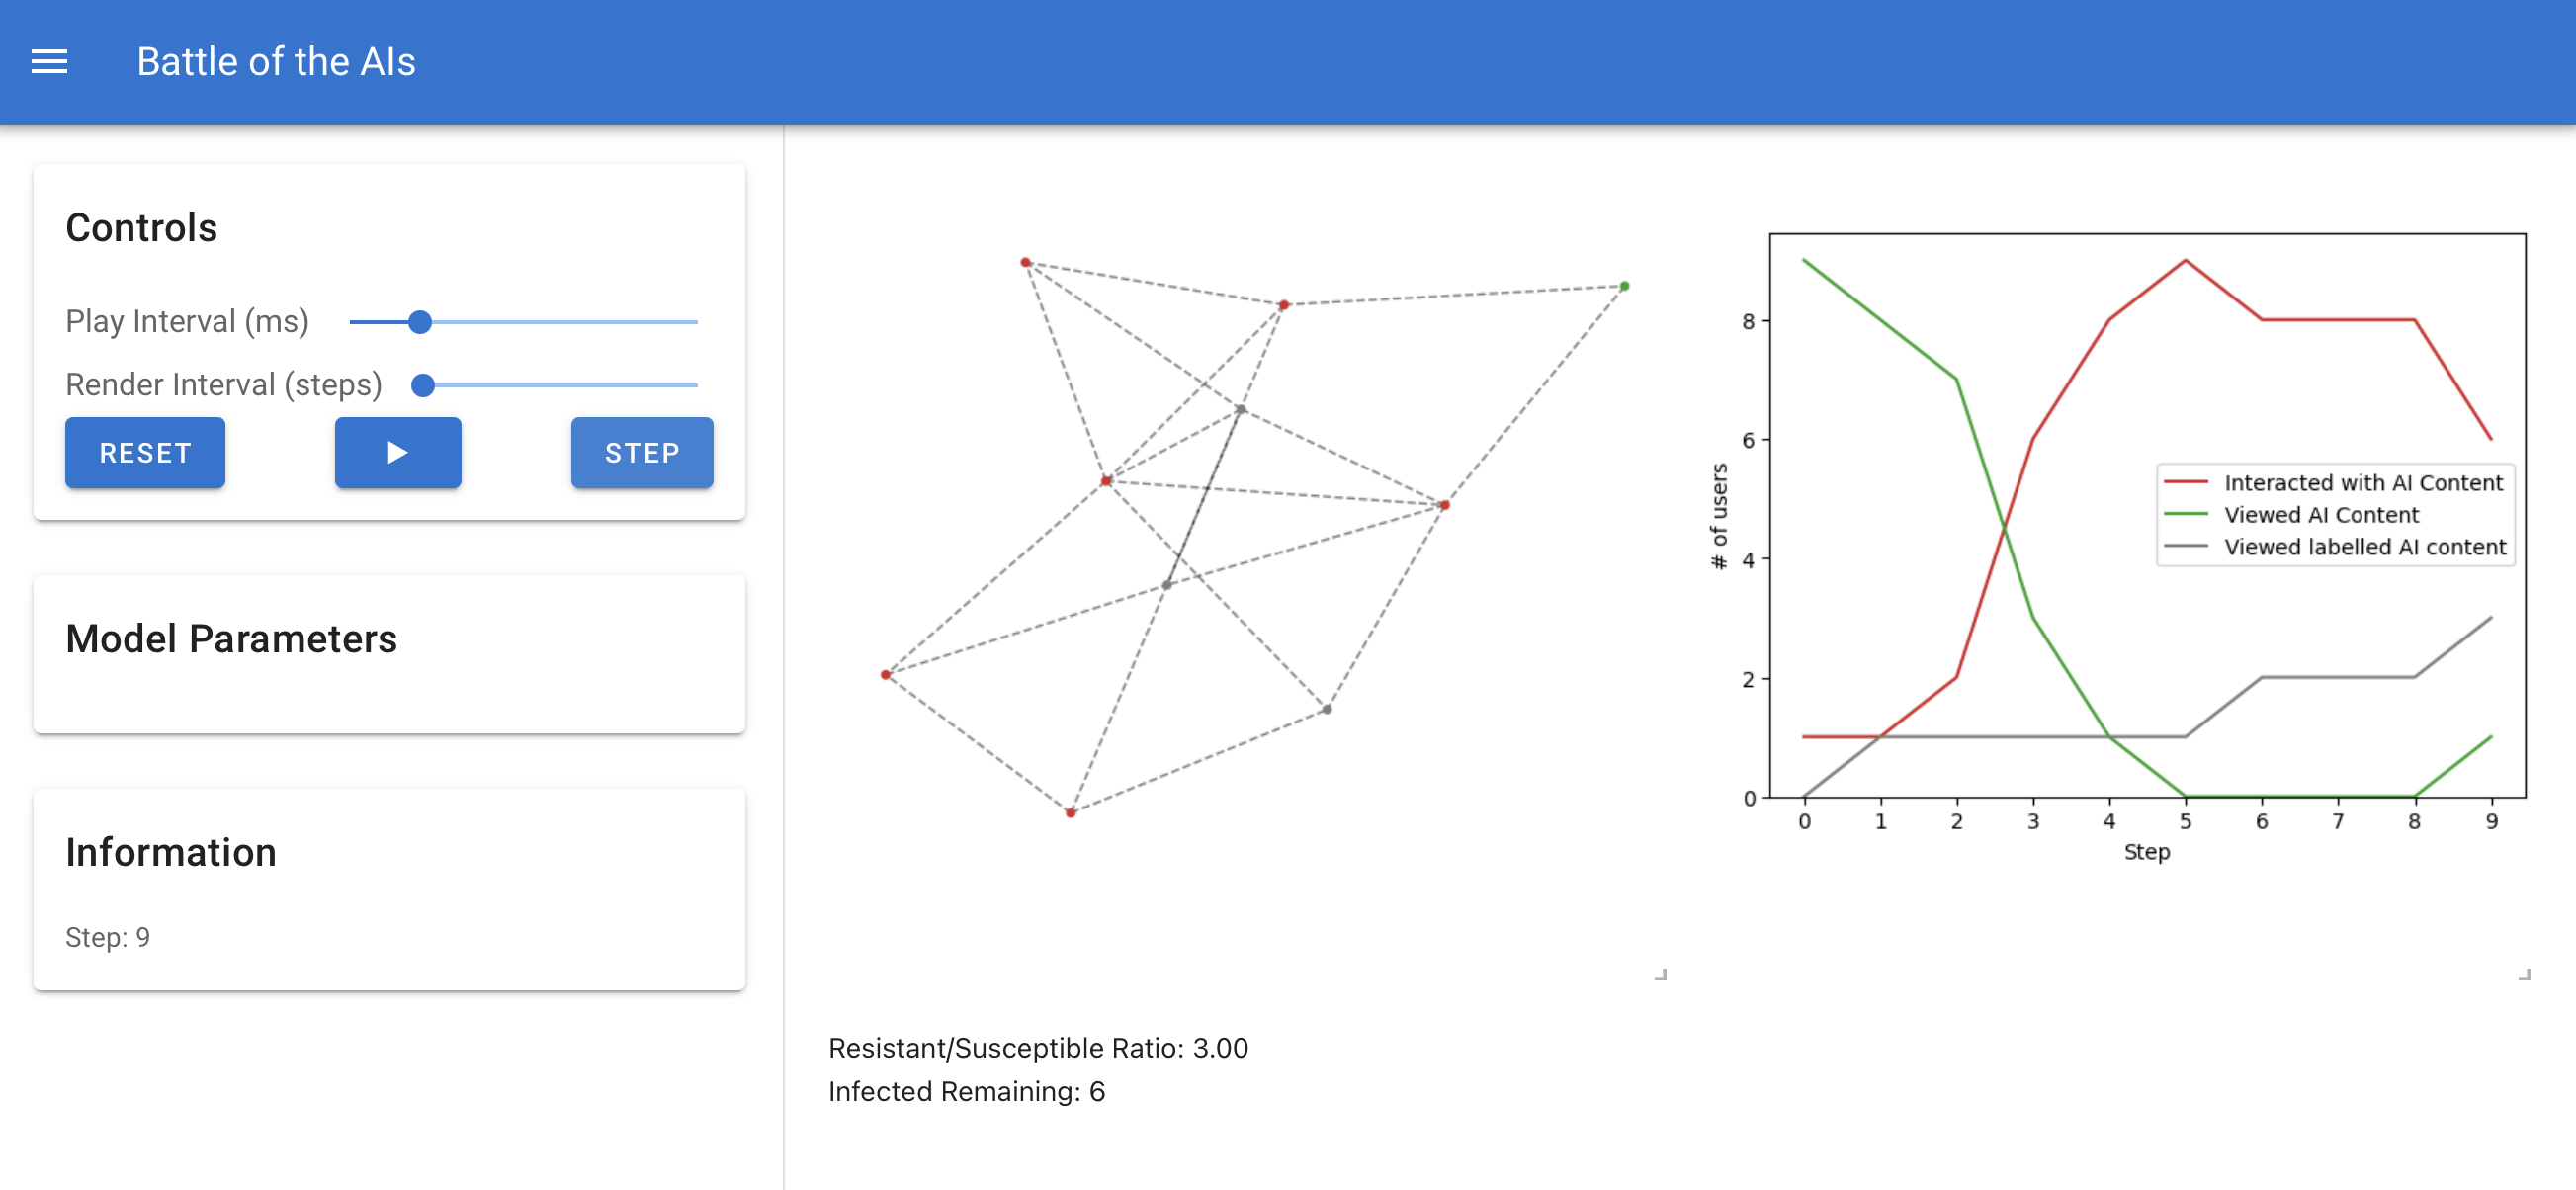 Battle of the AIs
Controls
Play Interval (ms)
Render Interval (steps)
RESET
STEP
Model Parameters
Information
Step: 9
# of users
8
6
4
2
0
Interacted with AI Content
Viewed AI Content
Viewed labelled AI content
0 1 2 3 4 5 6 7 8 9
Step
Resistant/Susceptible Ratio: 3.00
Infected Remaining: 6